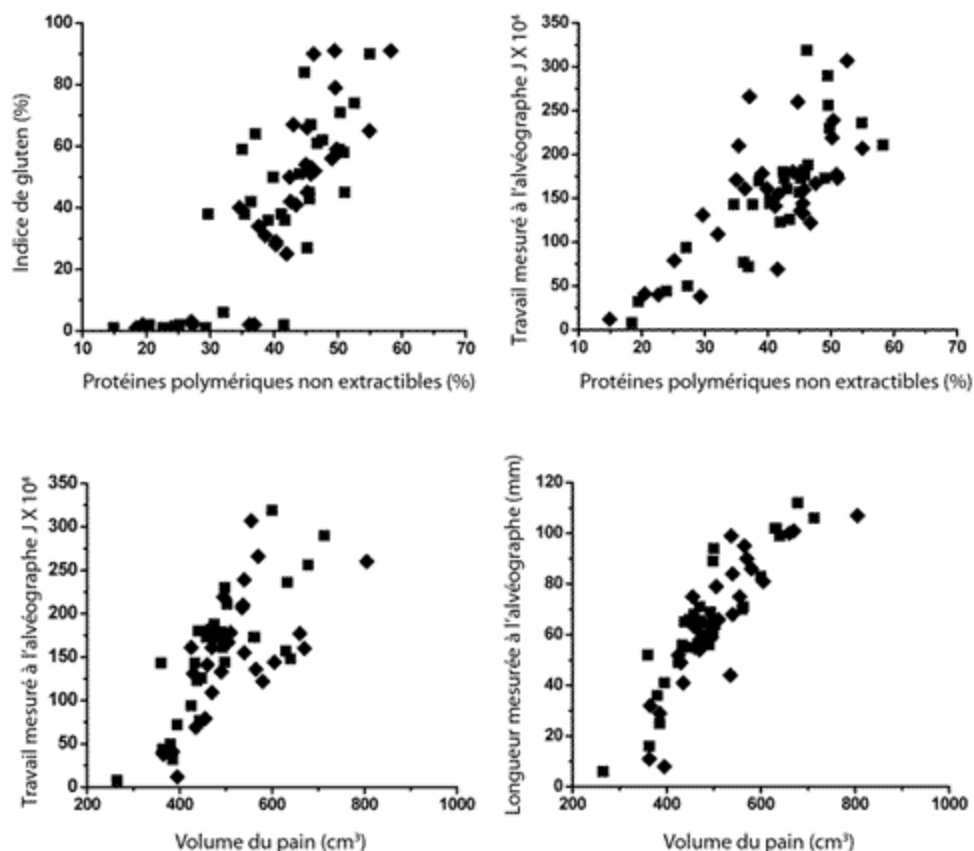 Indice de gluten (%)
100
80
60
40
20
0
10 20 30 40 50 60 70
Protéines polymériques non extractibles (%)
Travail mesuré à l'alvéographe J X 10⁶
350
300
250
200
150
100
50
0
10 20 30 40 50 60 70
Protéines polymériques non extractibles (%)
Travail mesuré à l'alvéographe J X 10⁶
350
300
250
200
150
100
50
0
200 400 600 800 1000
Volume du pain (cm³)
Longueur mesurée à l'alvéographe (mm)
120
100
80
60
40
20
0
200 400 600 800 1000
Volume du pain (cm³)